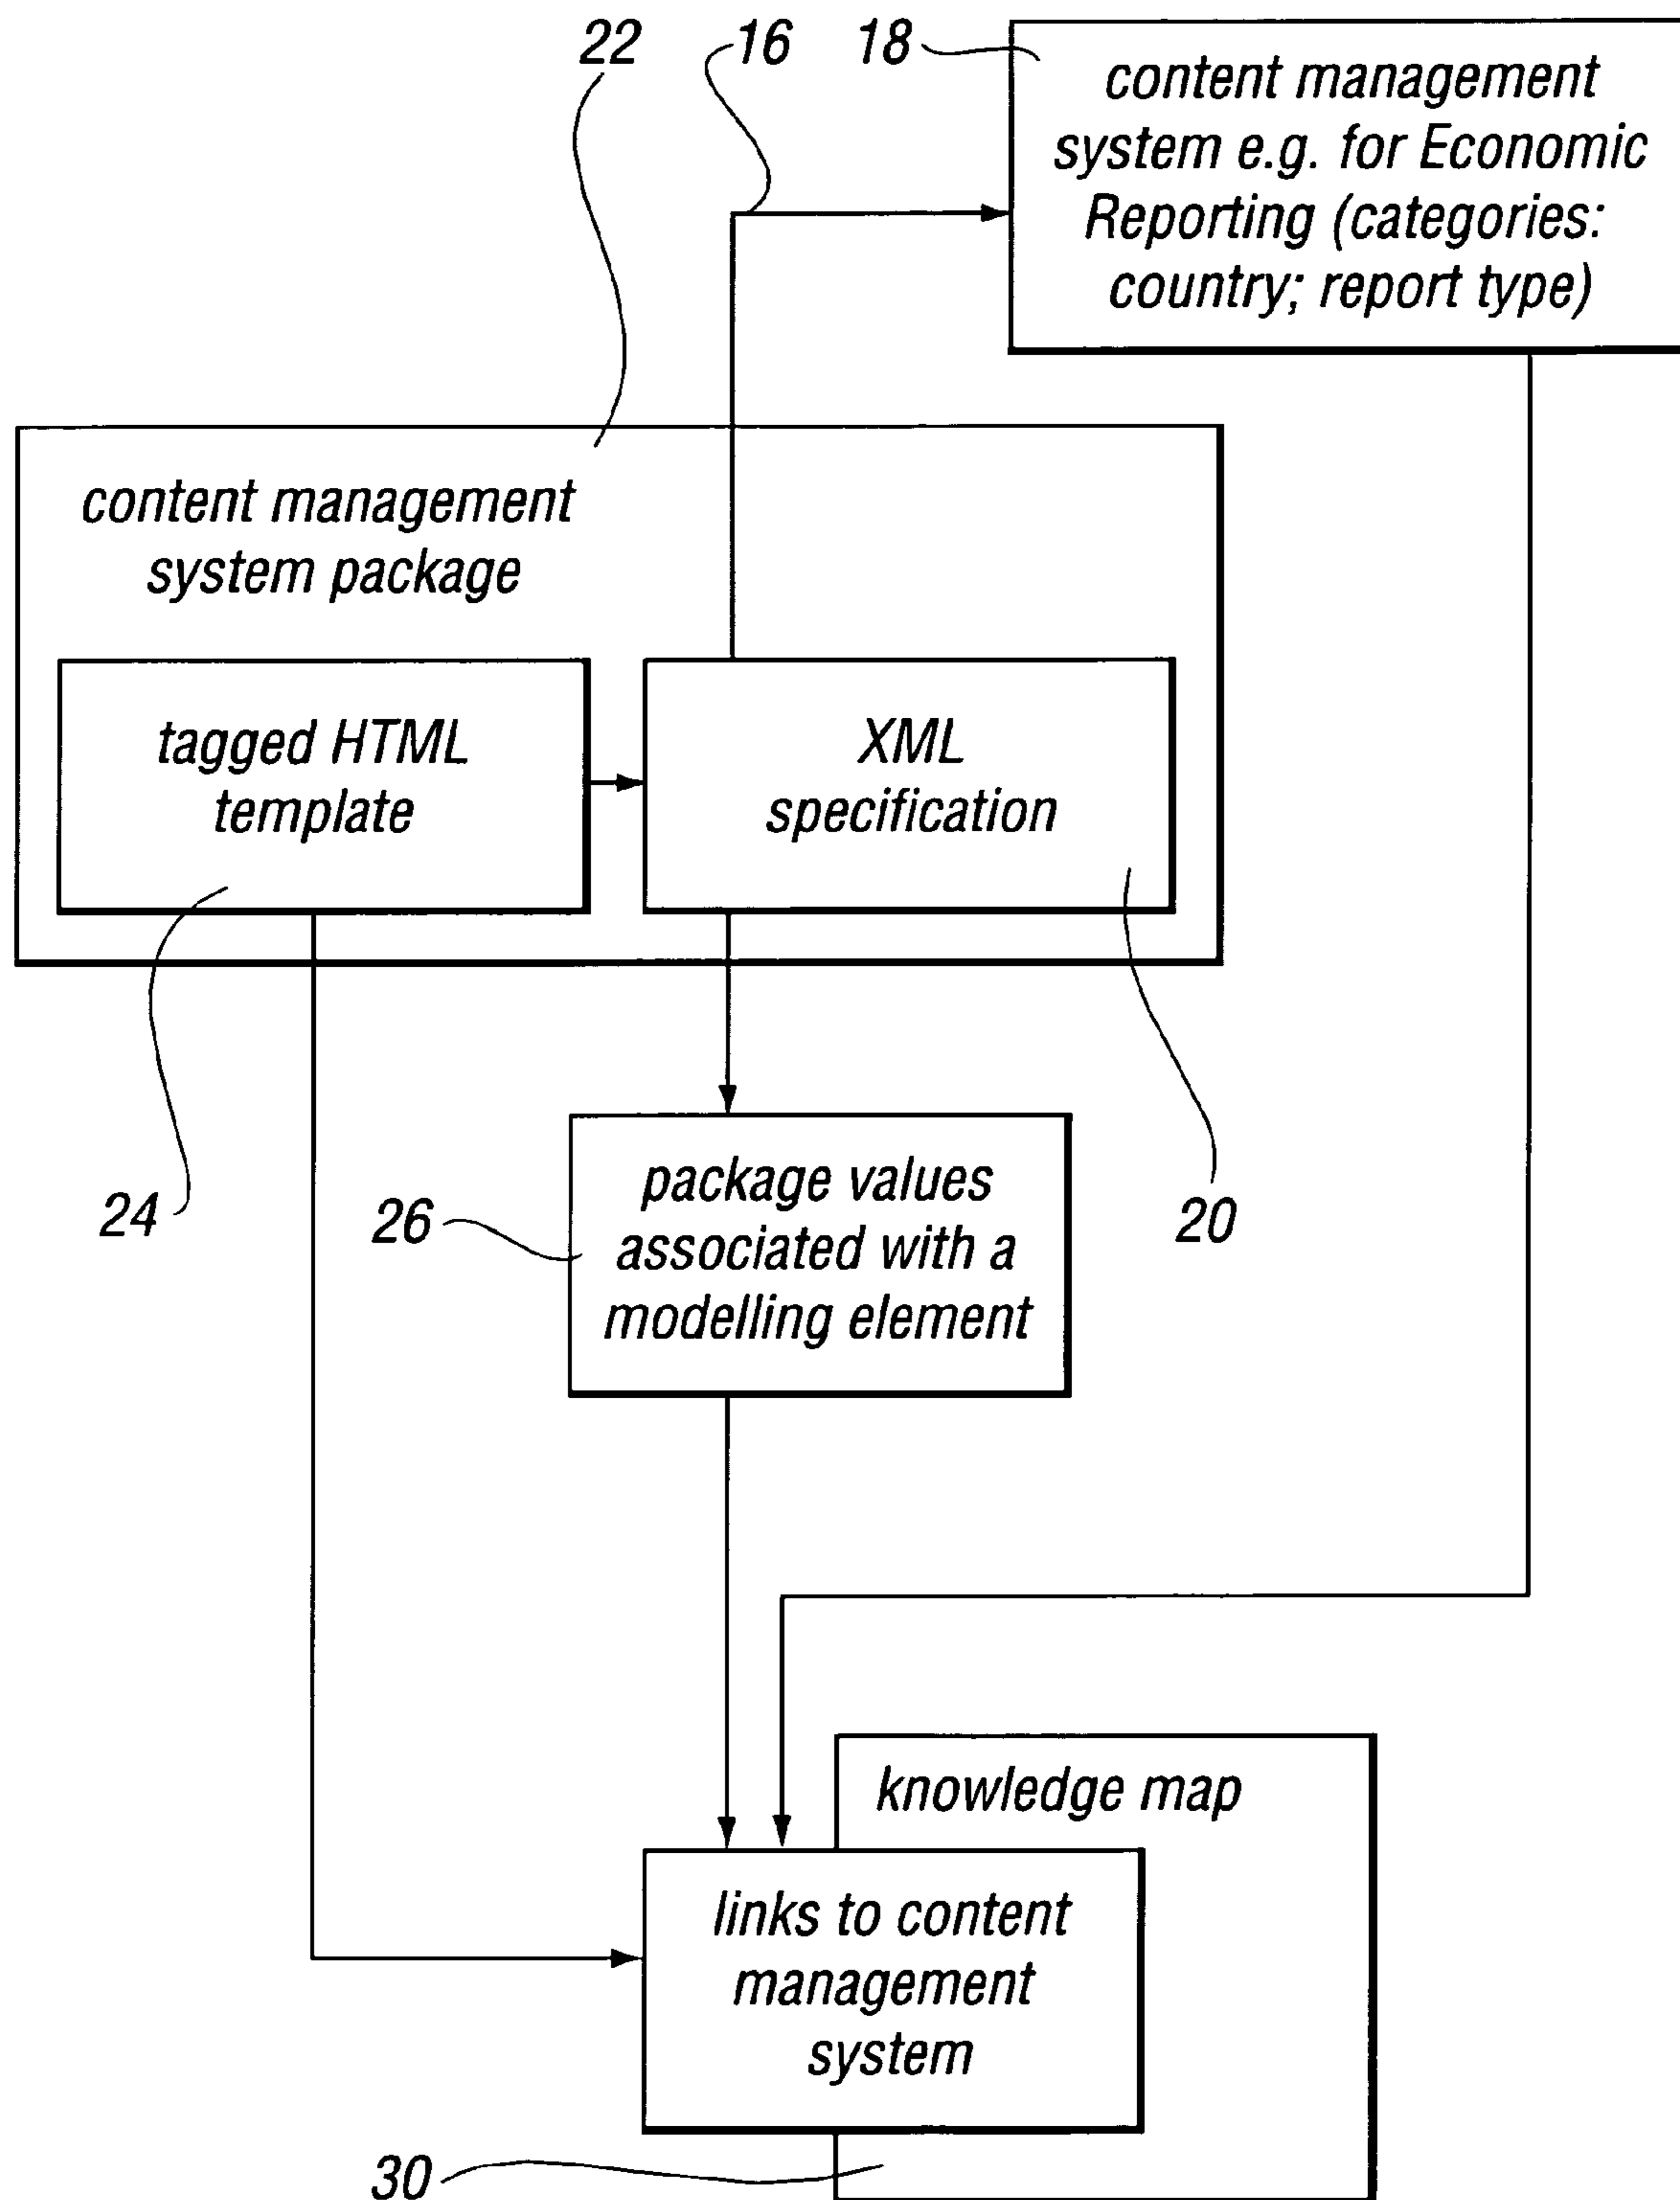 22
16
18
content management
system e.g. for Economic
Reporting (categories:
country; report type)
content management
system package
tagged HTML
template
XML
specification
24
26
package values
associated with a
modelling element
20
knowledge map
links to content
management
system
30